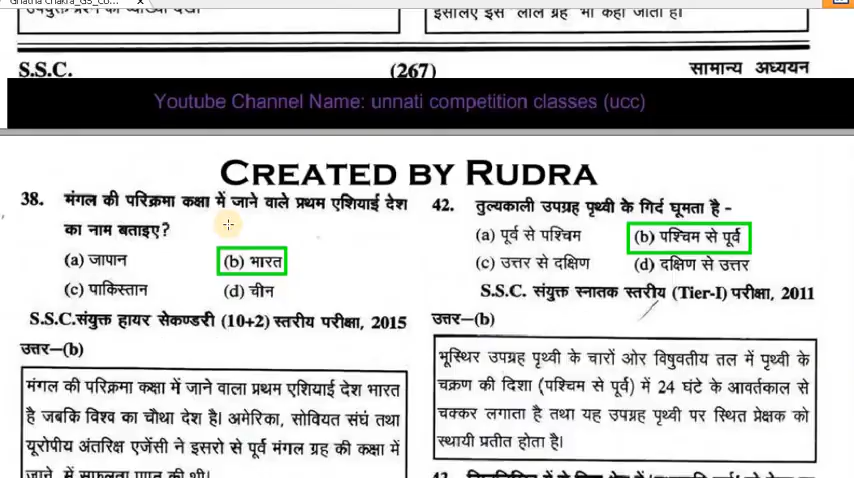 Ghatna Chakra_GS_Co... x
उपर्युक्त प्रश्न की व्याख्या देखें
इसीलिए इसे 'लाल ग्रह' भी कहा जाता है।
S.S.C. (267) सामान्य अध्ययन
Youtube Channel Name: unnati competition classes (ucc)
CREATED BY RUDRA
38. मंगल की परिक्रमा कक्षा में जाने वाले प्रथम एशियाई देश
का नाम बताइए?
(a) जापान (b) भारत
(c) पाकिस्तान (d) चीन
S.S.C.संयुक्त हायर सेकण्डरी (10+2) स्तरीय परीक्षा, 2015
उत्तर–(b)
मंगल की परिक्रमा कक्षा में जाने वाला प्रथम एशियाई देश भारत
है जबकि विश्व का चौथा देश है। अमेरिका, सोवियत संघ तथा
यूरोपीय अंतरिक्ष एजेंसी ने इसरो से पूर्व मंगल ग्रह की कक्षा में
जाने में सफलता प्राप्त की थी।
42. तुल्यकाली उपग्रह पृथ्वी के गिर्द घूमता है -
(a) पूर्व से पश्चिम (b) पश्चिम से पूर्व
(c) उत्तर से दक्षिण (d) दक्षिण से उत्तर
S.S.C. संयुक्त स्नातक स्तरीय (Tier-I) परीक्षा, 2011
उत्तर–(b)
भूस्थिर उपग्रह पृथ्वी के चारों ओर विषुवतीय तल में पृथ्वी के
चक्रण की दिशा (पश्चिम से पूर्व) में 24 घंटे के आवर्तकाल से
चक्कर लगाता है तथा यह उपग्रह पृथ्वी पर स्थित प्रेक्षक को
स्थायी प्रतीत होता है।
43.